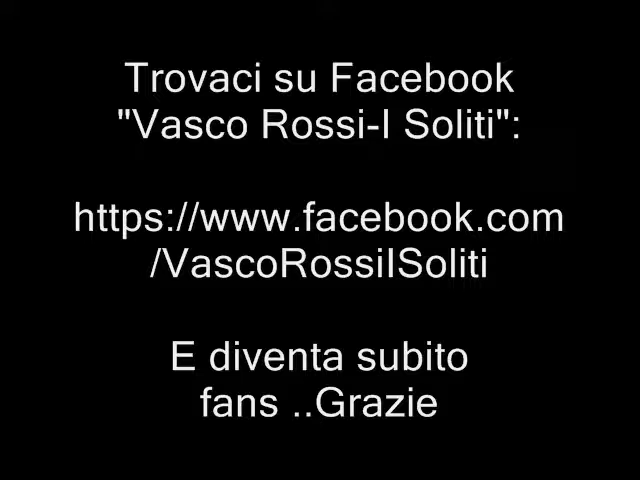 Trovaci su Facebook
"Vasco Rossi-I Soliti":
https://www.facebook.com
/VascoRossiISoliti
E diventa subito
fans ..Grazie